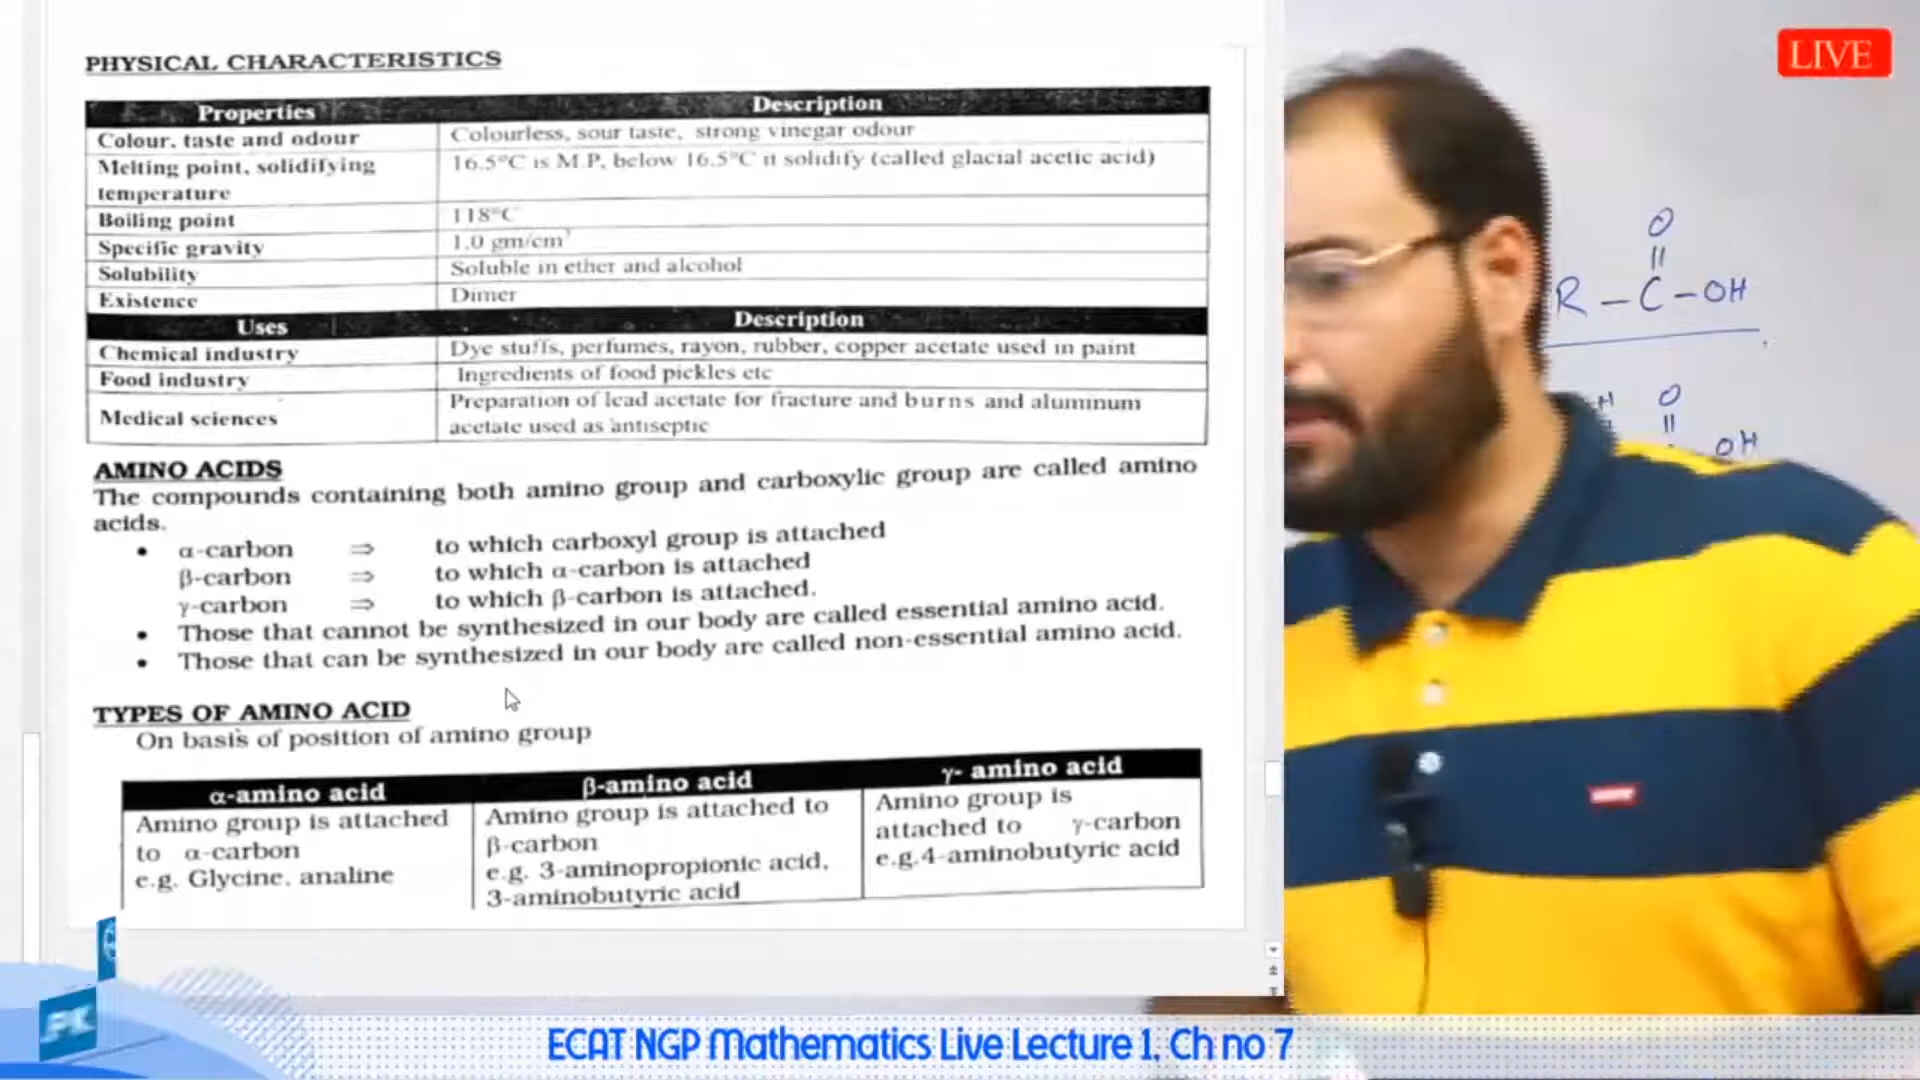 PHYSICAL CHARACTERISTICS
Properties Description
Colour, taste and odour Colourless, sour taste, strong vinegar odour
Melting point, solidifying temperature 16.5°C is M.P, below 16.5°C it solidify (called glacial acetic acid)
Boiling point 118°C
Specific gravity 1.0 gm/cm³
Solubility Soluble in ether and alcohol
Existence Dimer
Uses Description
Chemical industry Dye stuffs, perfumes, rayon, rubber, copper acetate used in paint
Food industry Ingredients of food pickles etc
Medical sciences Preparation of lead acetate for fracture and burns and aluminum
acetate used as antiseptic
AMINO ACIDS
The compounds containing both amino group and carboxylic group are called amino
acids.
• α-carbon ⇒ to which carboxyl group is attached
β-carbon ⇒ to which α-carbon is attached
γ-carbon ⇒ to which β-carbon is attached.
• Those that cannot be synthesized in our body are called essential amino acid.
• Those that can be synthesized in our body are called non-essential amino acid.
TYPES OF AMINO ACID
On basis of position of amino group
α-amino acid β-amino acid γ- amino acid
Amino group is attached
to α-carbon
e.g. Glycine, analine
Amino group is attached to
β-carbon
e.g. 3-aminopropionic acid,
3-aminobutyric acid
Amino group is
attached to γ-carbon
e.g.4-aminobutyric acid
LIVE
O
||
R - C - OH
H O
||
OH
PK
ECAT NGP Mathematics Live Lecture 1, Ch no 7